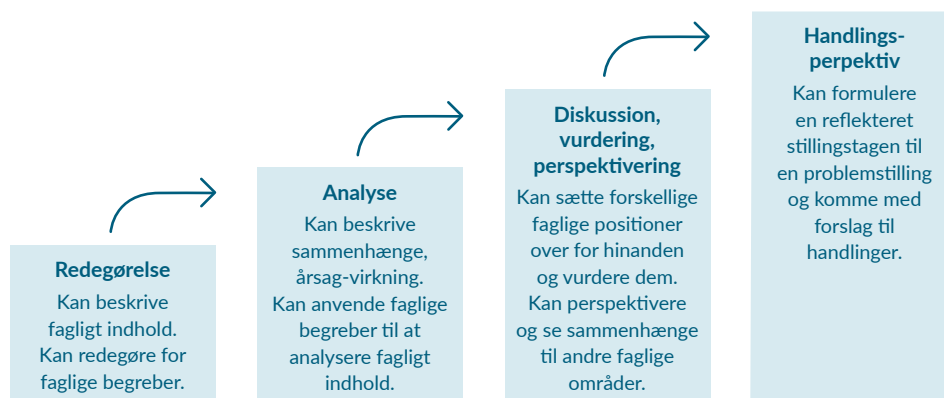 Redegørelse
Kan beskrive
fagligt indhold.
Kan redegøre for
faglige begreber.
Analyse
Kan beskrive
sammenhænge,
årsag-virkning.
Kan anvende faglige
begreber til at
analysere fagligt
indhold.
Diskussion,
vurdering,
perspektivering
Kan sætte forskellige
faglige positioner
over for hinanden
og vurdere dem.
Kan perspektivere
og se sammenhænge
til andre faglige
områder.
Handlings-
perpektiv
Kan formulere
en reflekteret
stillingstagen til
en problemstilling
og komme med
forslag til
handlinger.